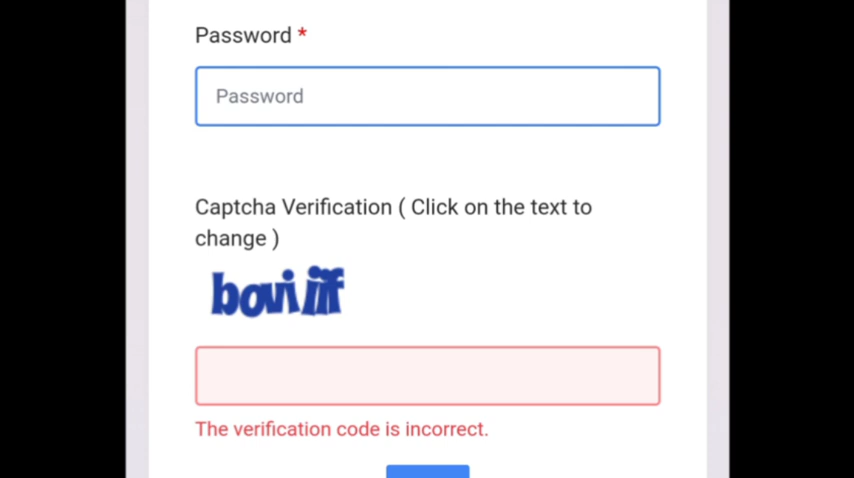 Password *
Password
Captcha Verification ( Click on the text to
change )
The verification code is incorrect.